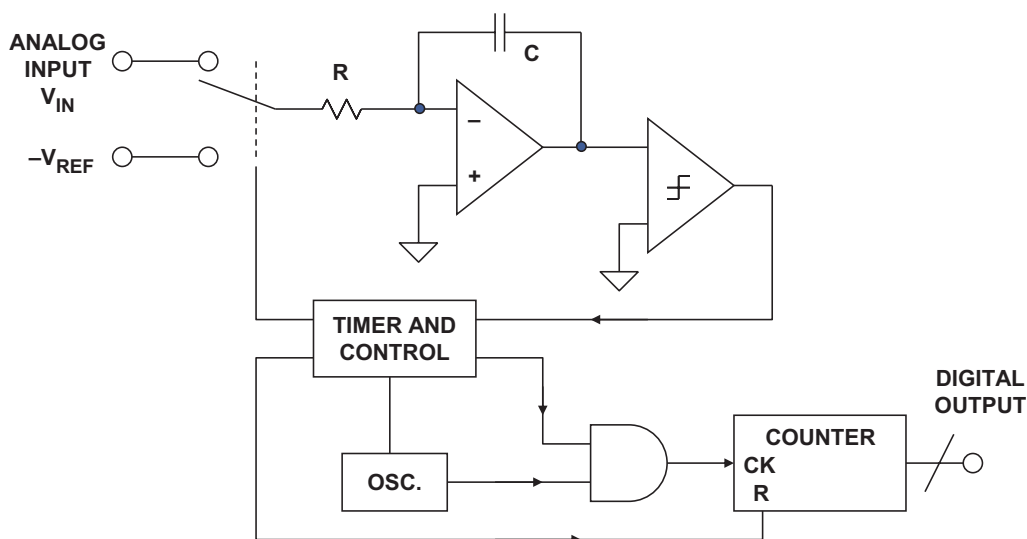 ANALOG
INPUT
V_IN
R
C
–V_REF
–
+
TIMER AND
CONTROL
OSC.
COUNTER
CK
R
DIGITAL
OUTPUT